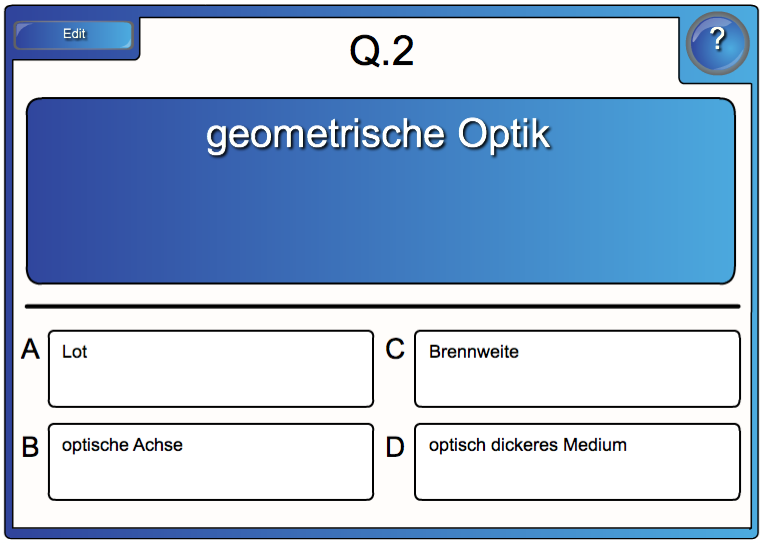 Edit
Q.2
?
geometrische Optik
A
Lot
C
Brennweite
B
optische Achse
D
optisch dickeres Medium